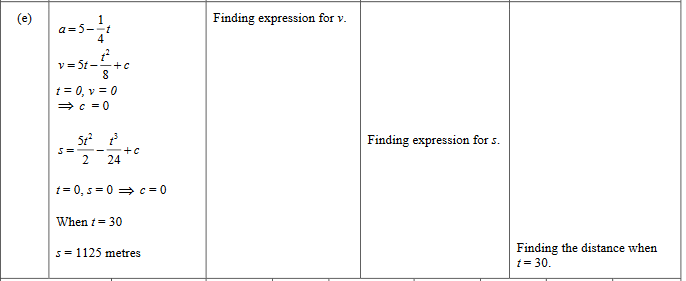 (e)
a = 5 − 1/4 t
v = 5t − t²/8 + c
t = 0, v = 0
⇒ c = 0
s = 5t²/2 − t³/24 + c
t = 0, s = 0 ⇒ c = 0
When t = 30
s = 1125 metres
Finding expression for v.
Finding expression for s.
Finding the distance when
t = 30.